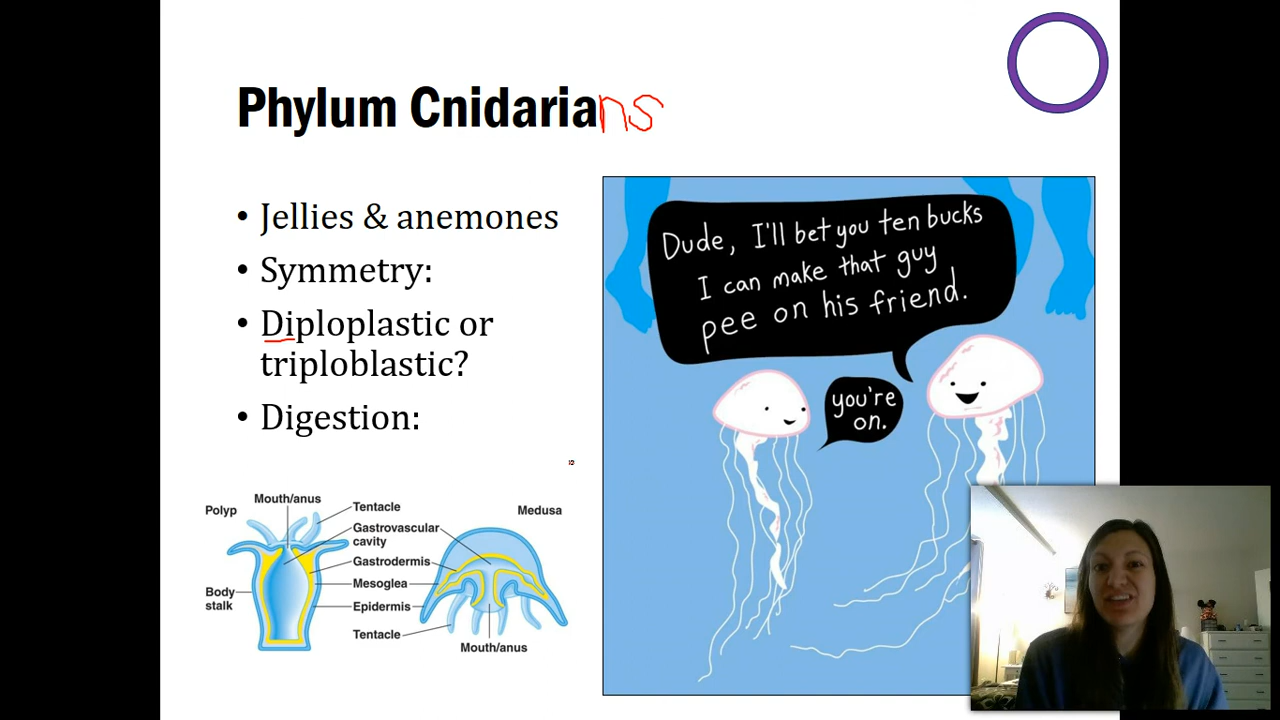 Phylum Cnidarians
• Jellies & anemones
• Symmetry:
• Diploplastic or
triploblastic?
• Digestion:
Dude, I'll bet you ten bucks
I can make that guy
pee on his friend.
you're
on.
Polyp
Mouth/anus
Tentacle
Gastrovascular
cavity
Gastrodermis
Mesoglea
Epidermis
Tentacle
Body
stalk
Medusa
Mouth/anus